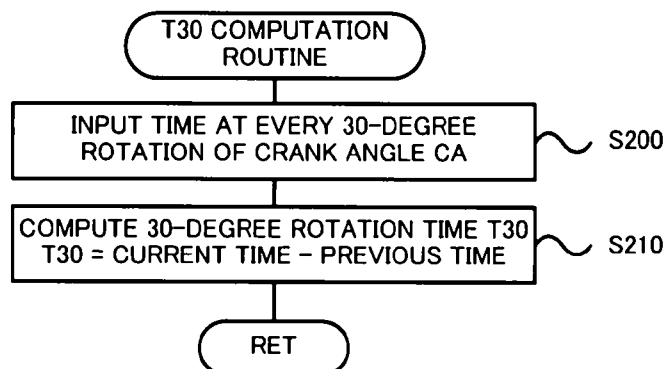 T30 COMPUTATION
ROUTINE
INPUT TIME AT EVERY 30-DEGREE
ROTATION OF CRANK ANGLE CA
S200
COMPUTE 30-DEGREE ROTATION TIME T30
T30 = CURRENT TIME – PREVIOUS TIME
S210
RET